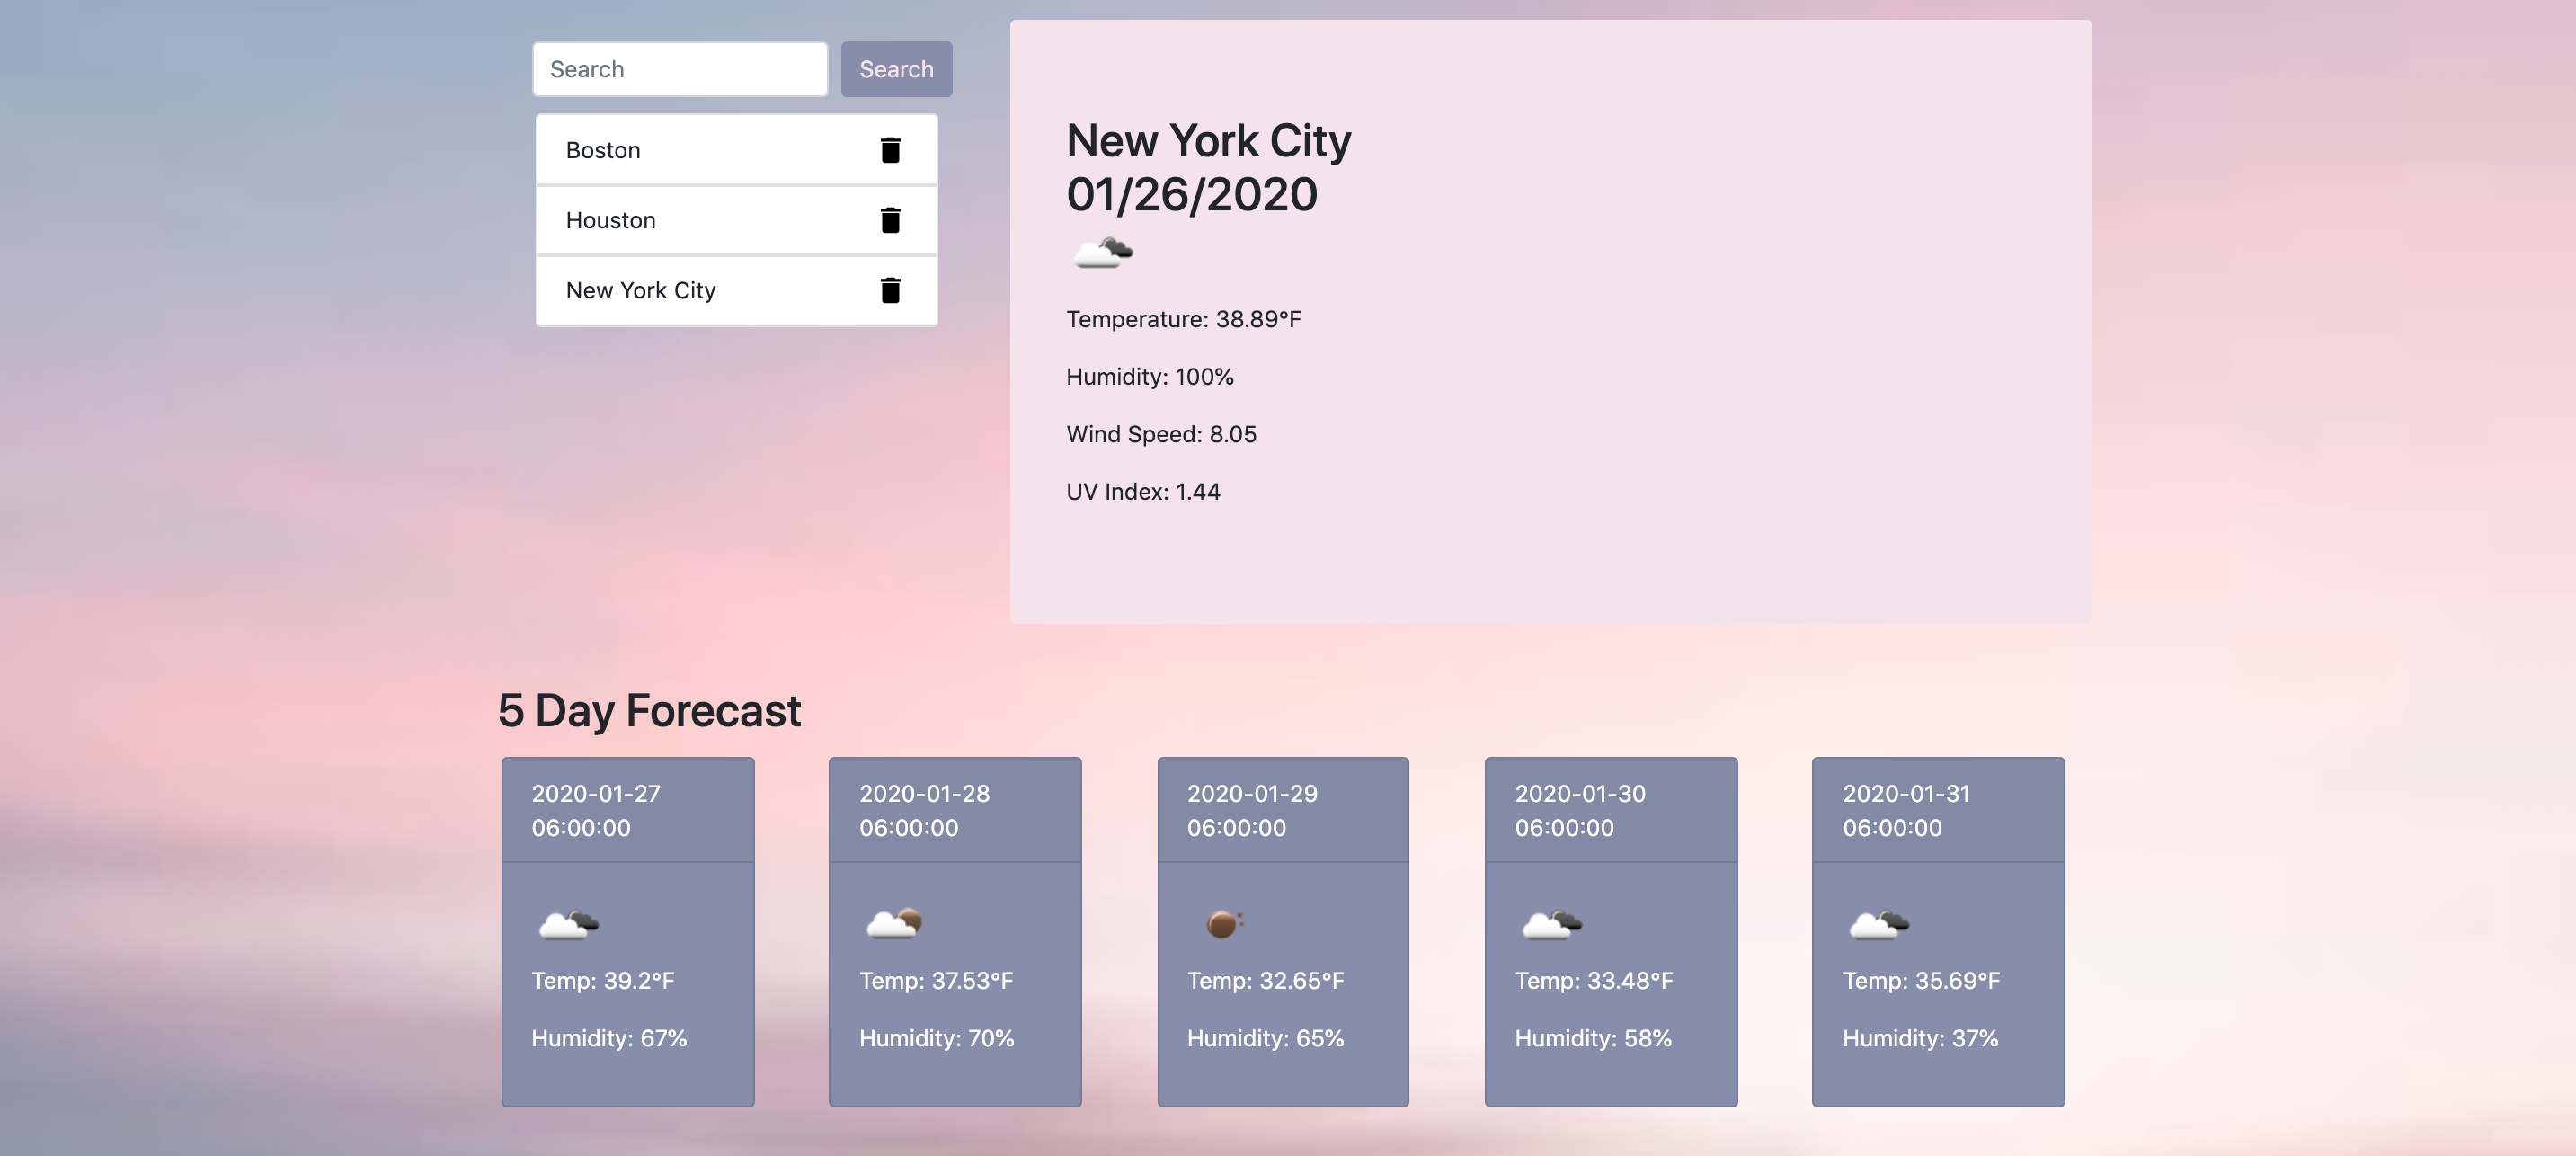 Search
Search
Boston
Houston
New York City
New York City
01/26/2020
Temperature: 38.89°F
Humidity: 100%
Wind Speed: 8.05
UV Index: 1.44
5 Day Forecast
2020-01-27
06:00:00
Temp: 39.2°F
Humidity: 67%
2020-01-28
06:00:00
Temp: 37.53°F
Humidity: 70%
2020-01-29
06:00:00
Temp: 32.65°F
Humidity: 65%
2020-01-30
06:00:00
Temp: 33.48°F
Humidity: 58%
2020-01-31
06:00:00
Temp: 35.69°F
Humidity: 37%